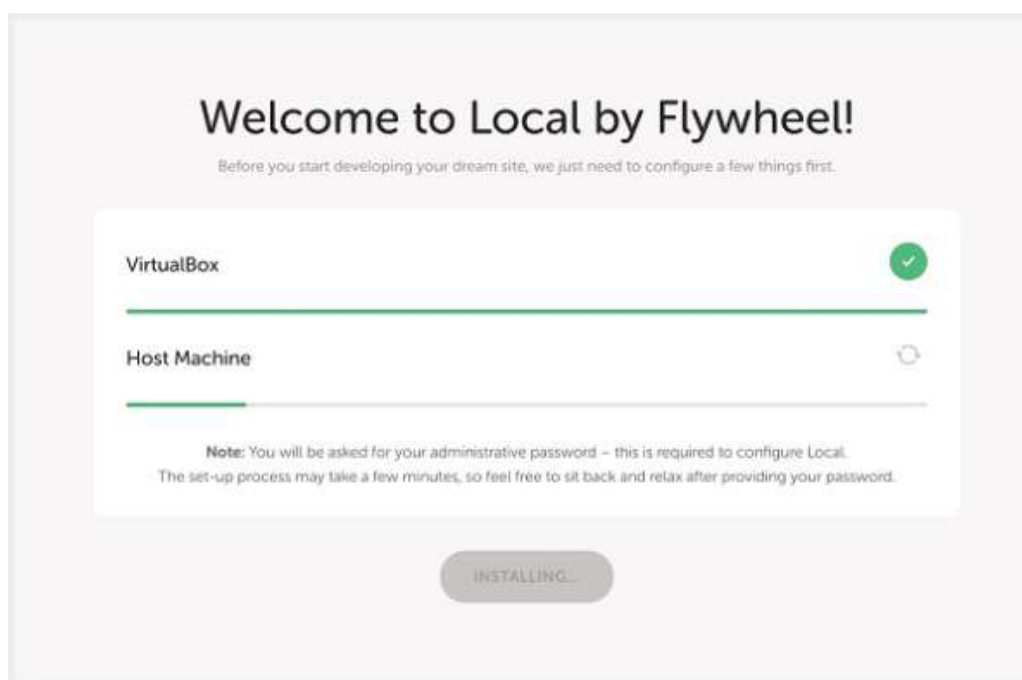 Welcome to Local by Flywheel!
Before you start developing your dream site, we just need to configure a few things first.
VirtualBox
Host Machine
Note: You will be asked for your administrative password – this is required to configure Local.
The set-up process may take a few minutes, so feel free to sit back and relax after providing your password.
INSTALLING...